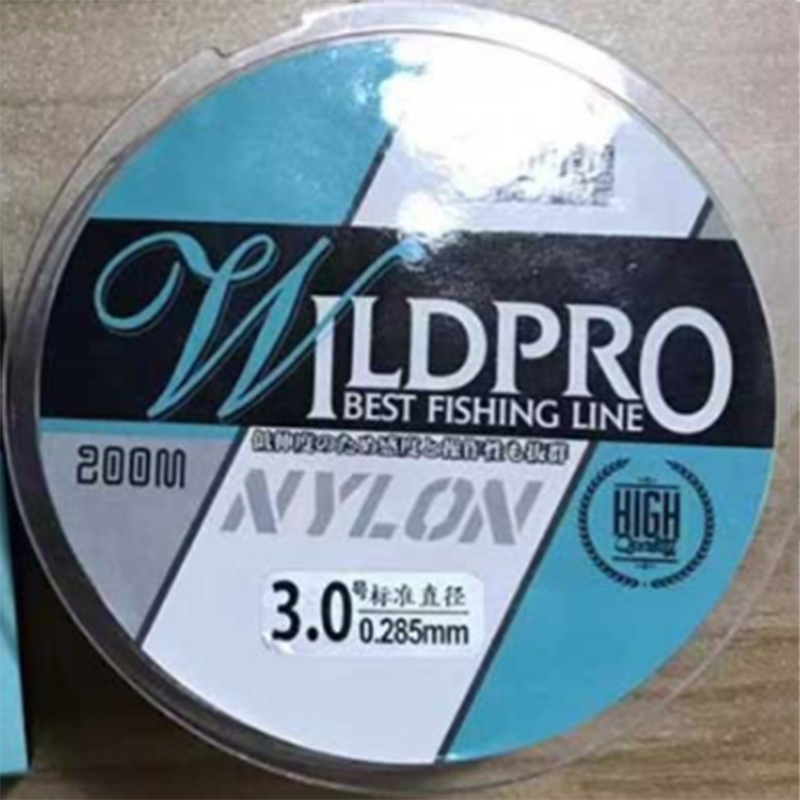 WILDPRO
BEST FISHING LINE
低伸度のため感度と操作性も抜群
200M
NYLON
HIGH
Quality
3.0号 标准直径
0.285mm